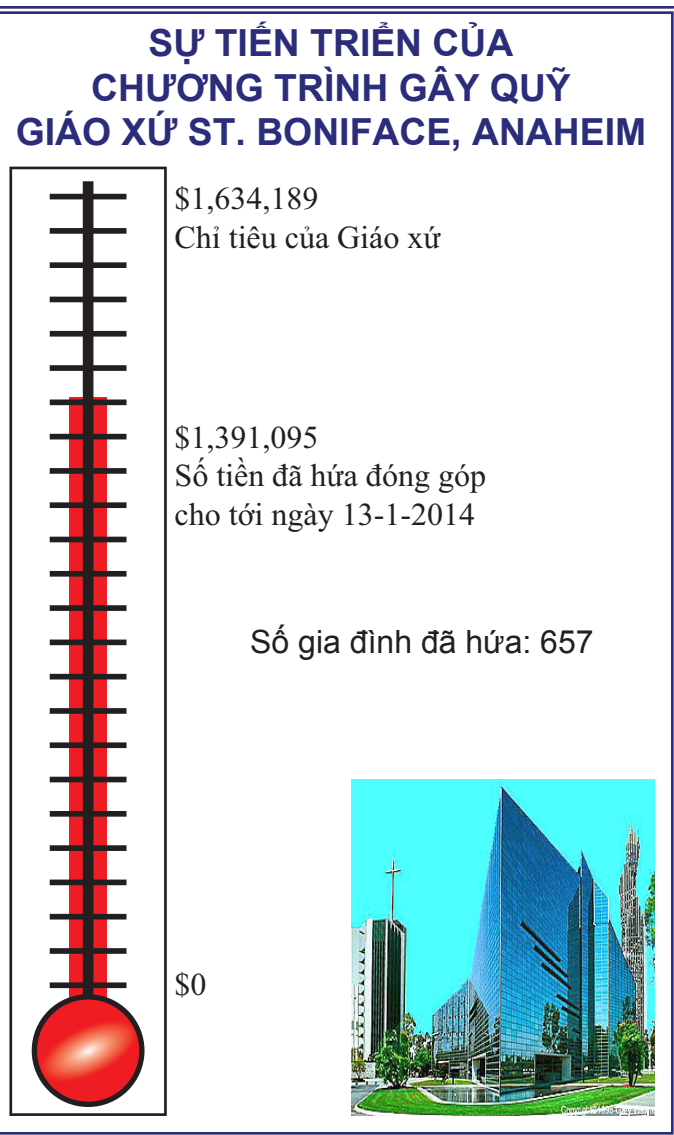 SỰ TIẾN TRIỂN CỦA
CHƯƠNG TRÌNH GÂY QUỸ
GIÁO XỨ ST. BONIFACE, ANAHEIM
$1,634,189
Chỉ tiêu của Giáo xứ
$1,391,095
Số tiền đã hứa đóng góp
cho tới ngày 13-1-2014
Số gia đình đã hứa: 657
$0